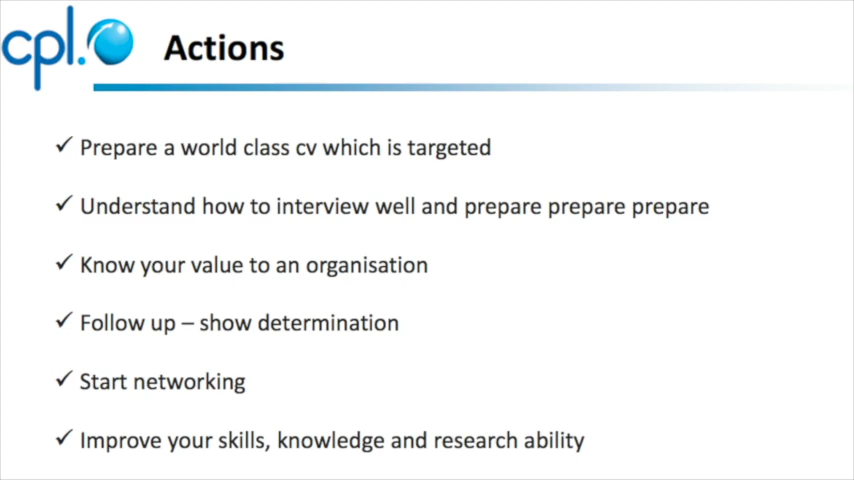 cpl.
Actions
✓ Prepare a world class cv which is targeted
✓ Understand how to interview well and prepare prepare prepare
✓ Know your value to an organisation
✓ Follow up – show determination
✓ Start networking
✓ Improve your skills, knowledge and research ability